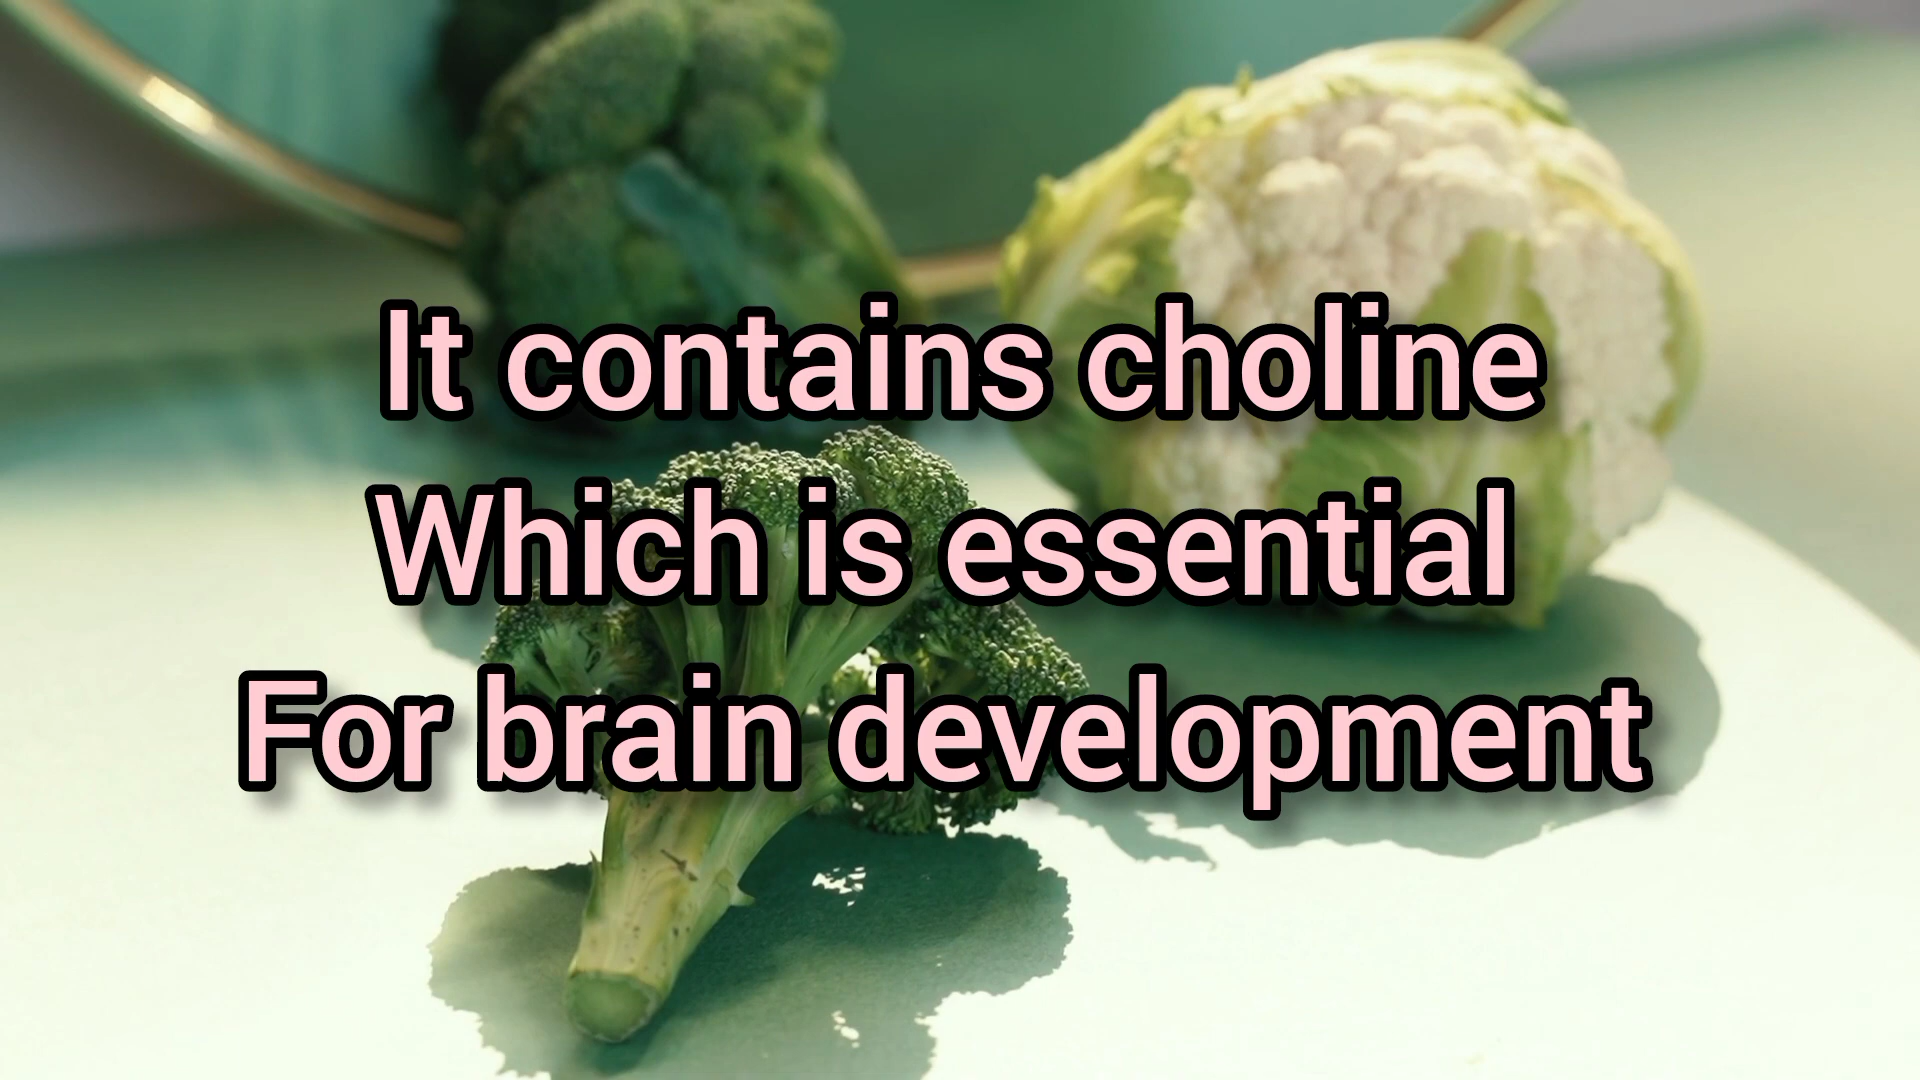 It contains choline
Which is essential
For brain development